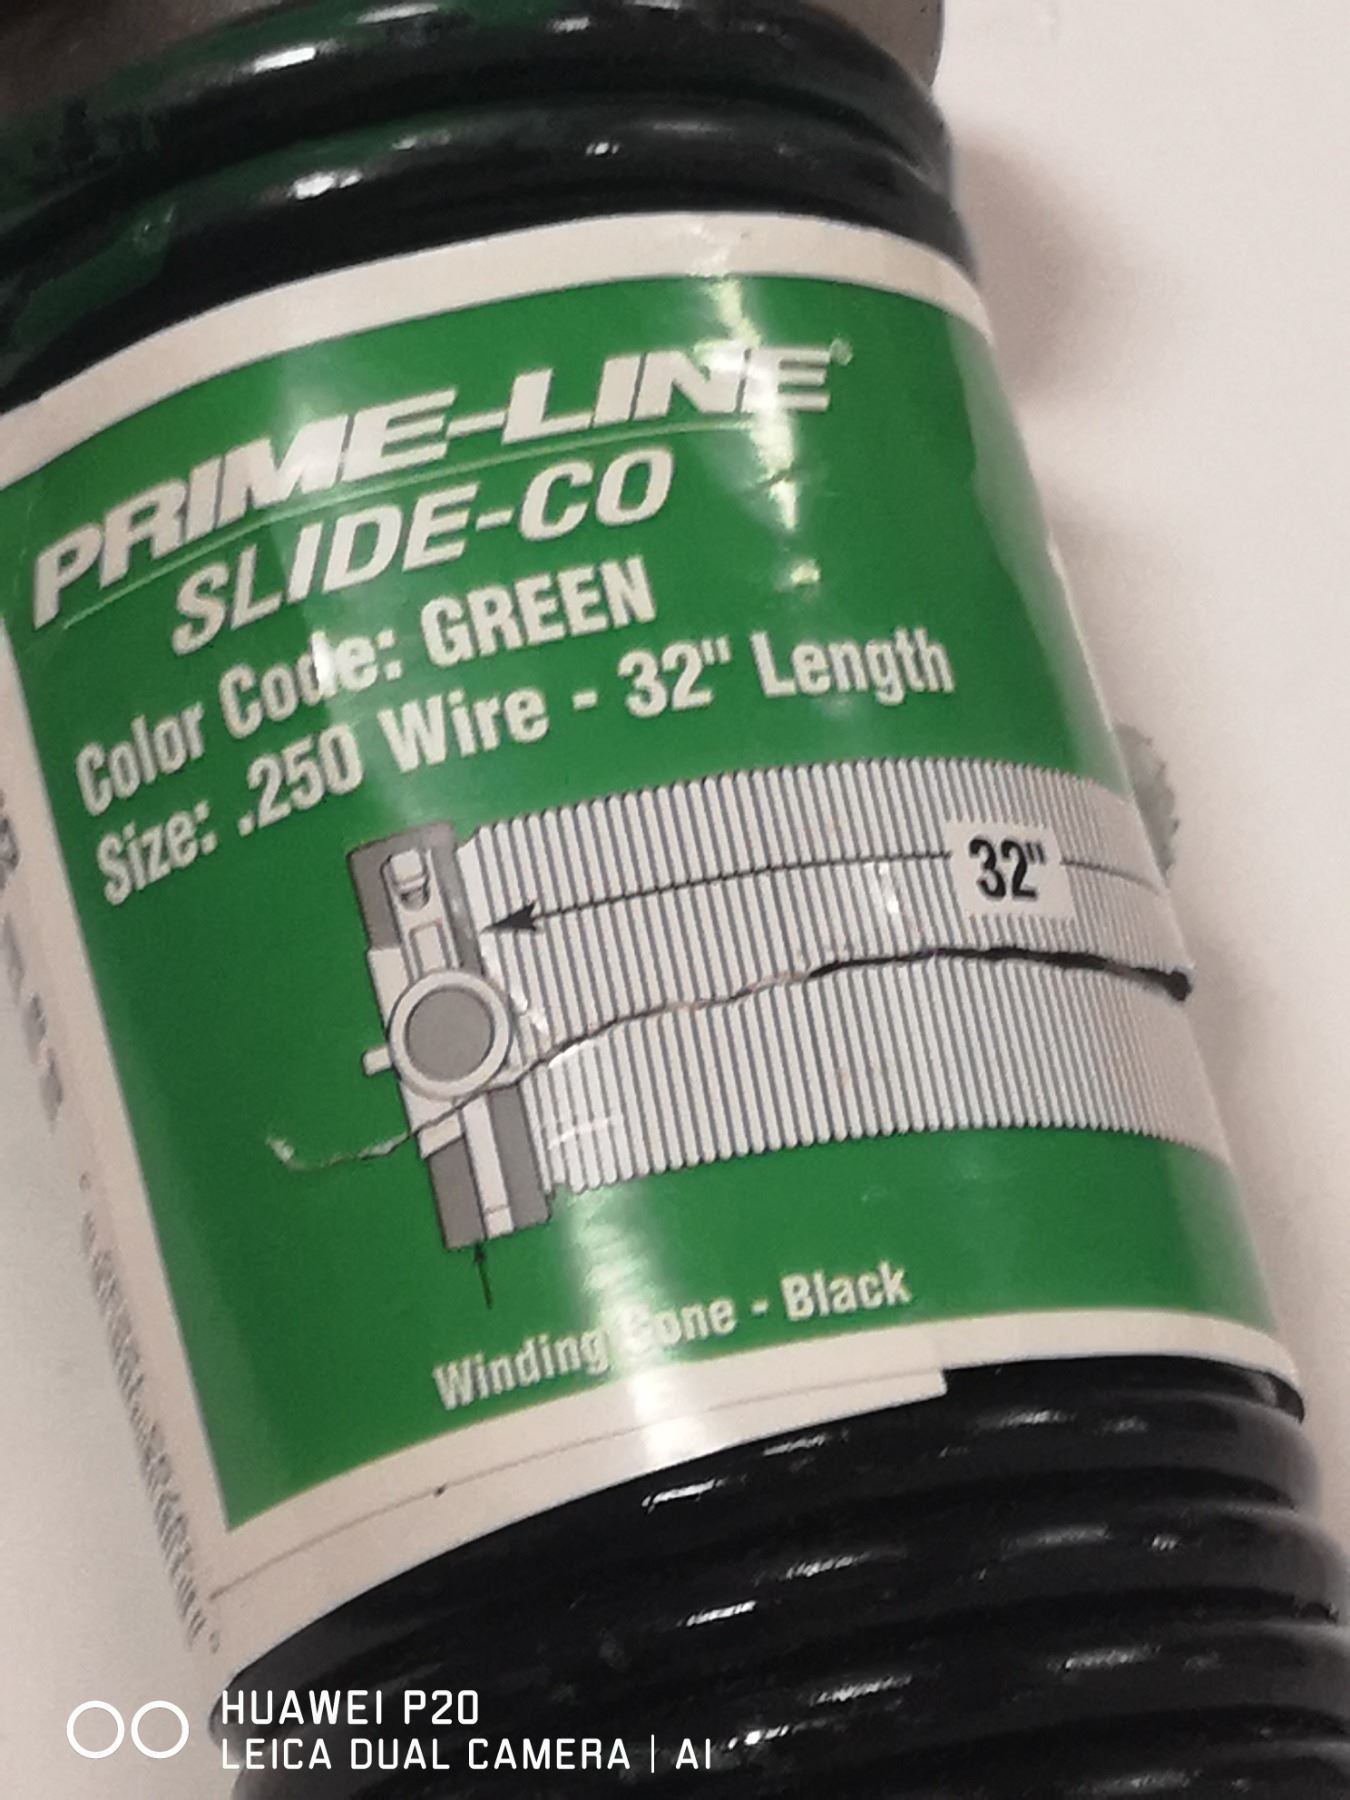 PRIME-LINE®
SLIDE-CO
Color Code: GREEN
Size: .250 Wire - 32" Length
32"
Winding Cone - Black
HUAWEI P20
LEICA DUAL CAMERA | AI